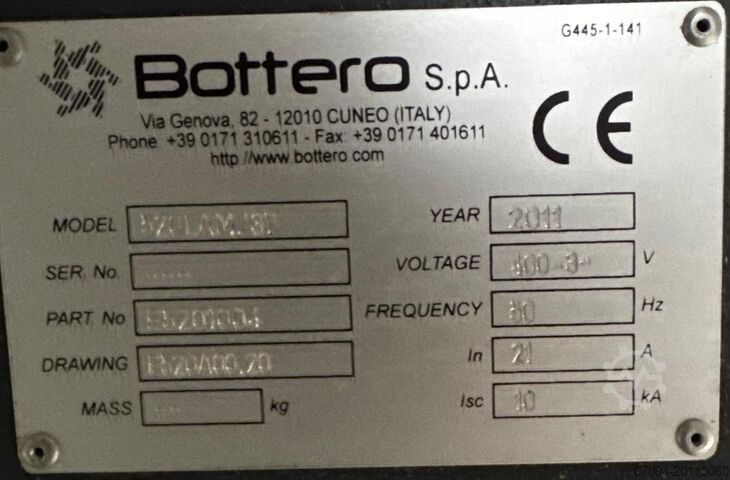 G445-1-141
Bottero S.p.A.
Via Genova, 82 - 12010 CUNEO (ITALY)
Phone +39 0171 310611 - Fax: +39 0171 401611
http://www.bottero.com
CE
MODEL
YEAR 2011
SER. No.
VOLTAGE V
PART. No
FREQUENCY Hz
DRAWING
In 21 A
MASS kg
Isc 10 kA